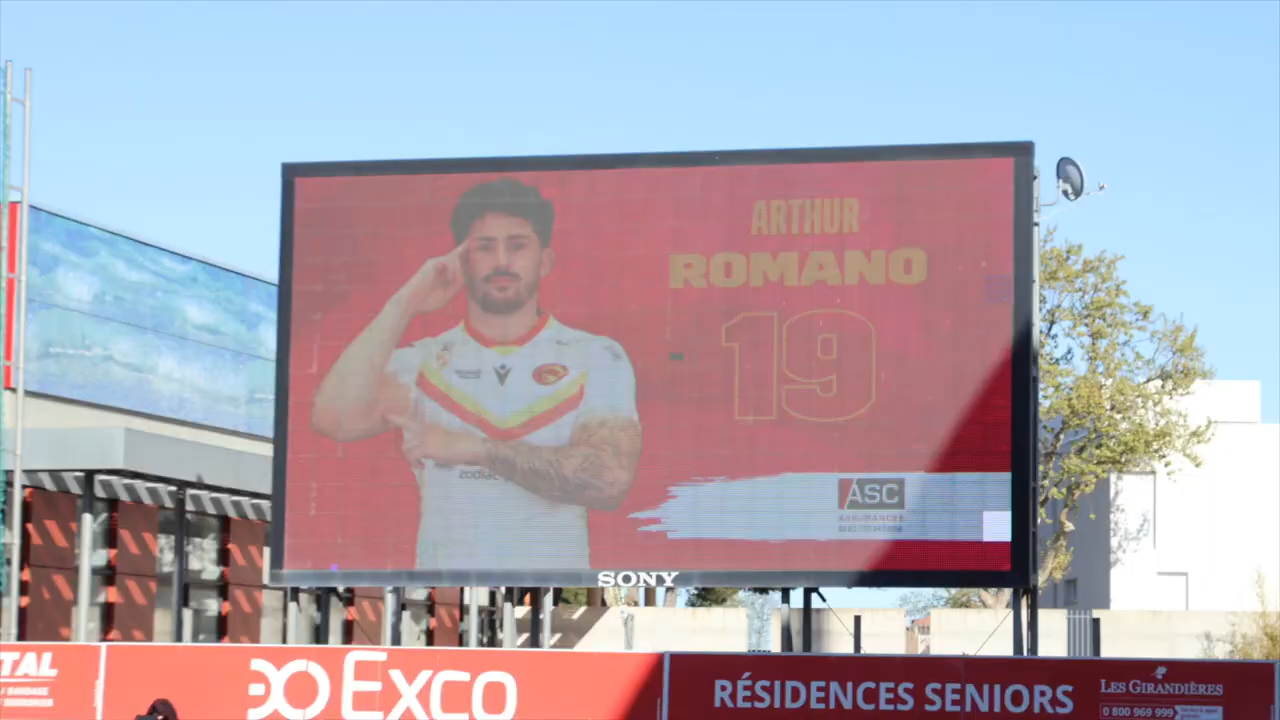 ARTHUR
ROMANO
19
ASC
SONY
TAL
EXCO
RÉSIDENCES SENIORS
LES GIRANDIÈRES
0 800 969 999